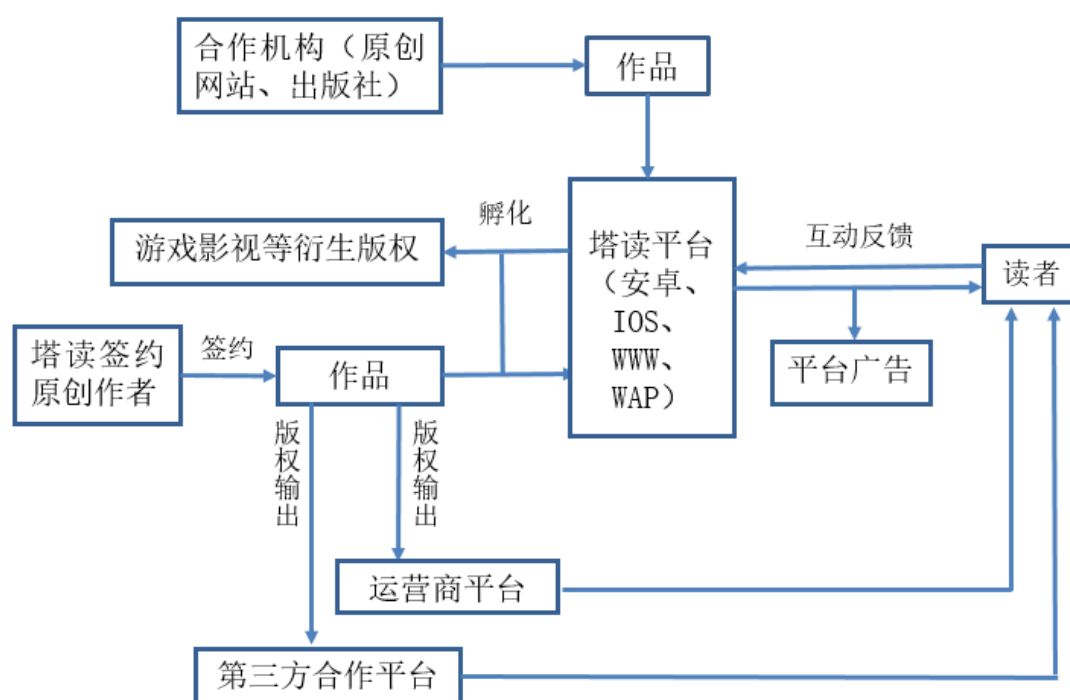 合作机构（原创
网站、出版社）
作品
孵化
游戏影视等衍生版权
塔读平台
（安卓、
IOS、
WWW、
WAP）
互动反馈
读者
平台广告
塔读签约
原创作者
签约
作品
版权输出
版权输出
运营商平台
第三方合作平台